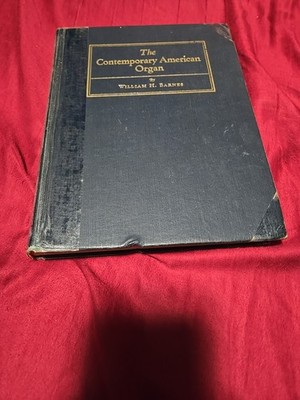 The
Contemporary American
Organ
By
WILLIAM H. BARNES